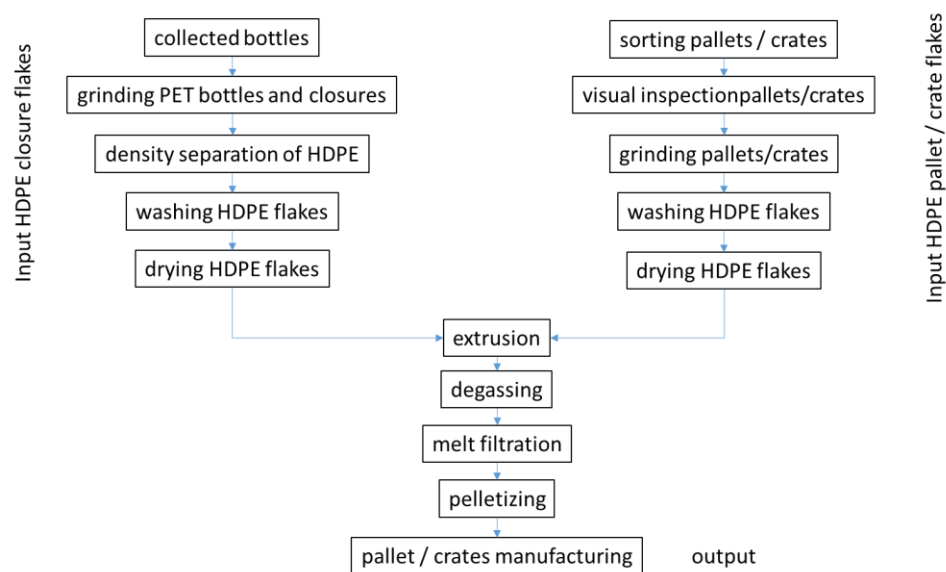 Input HDPE closure flakes
collected bottles
grinding PET bottles and closures
density separation of HDPE
washing HDPE flakes
drying HDPE flakes
sorting pallets / crates
visual inspectionpallets/crates
grinding pallets/crates
washing HDPE flakes
drying HDPE flakes
Input HDPE pallet / crate flakes
extrusion
degassing
melt filtration
pelletizing
pallet / crates manufacturing
output